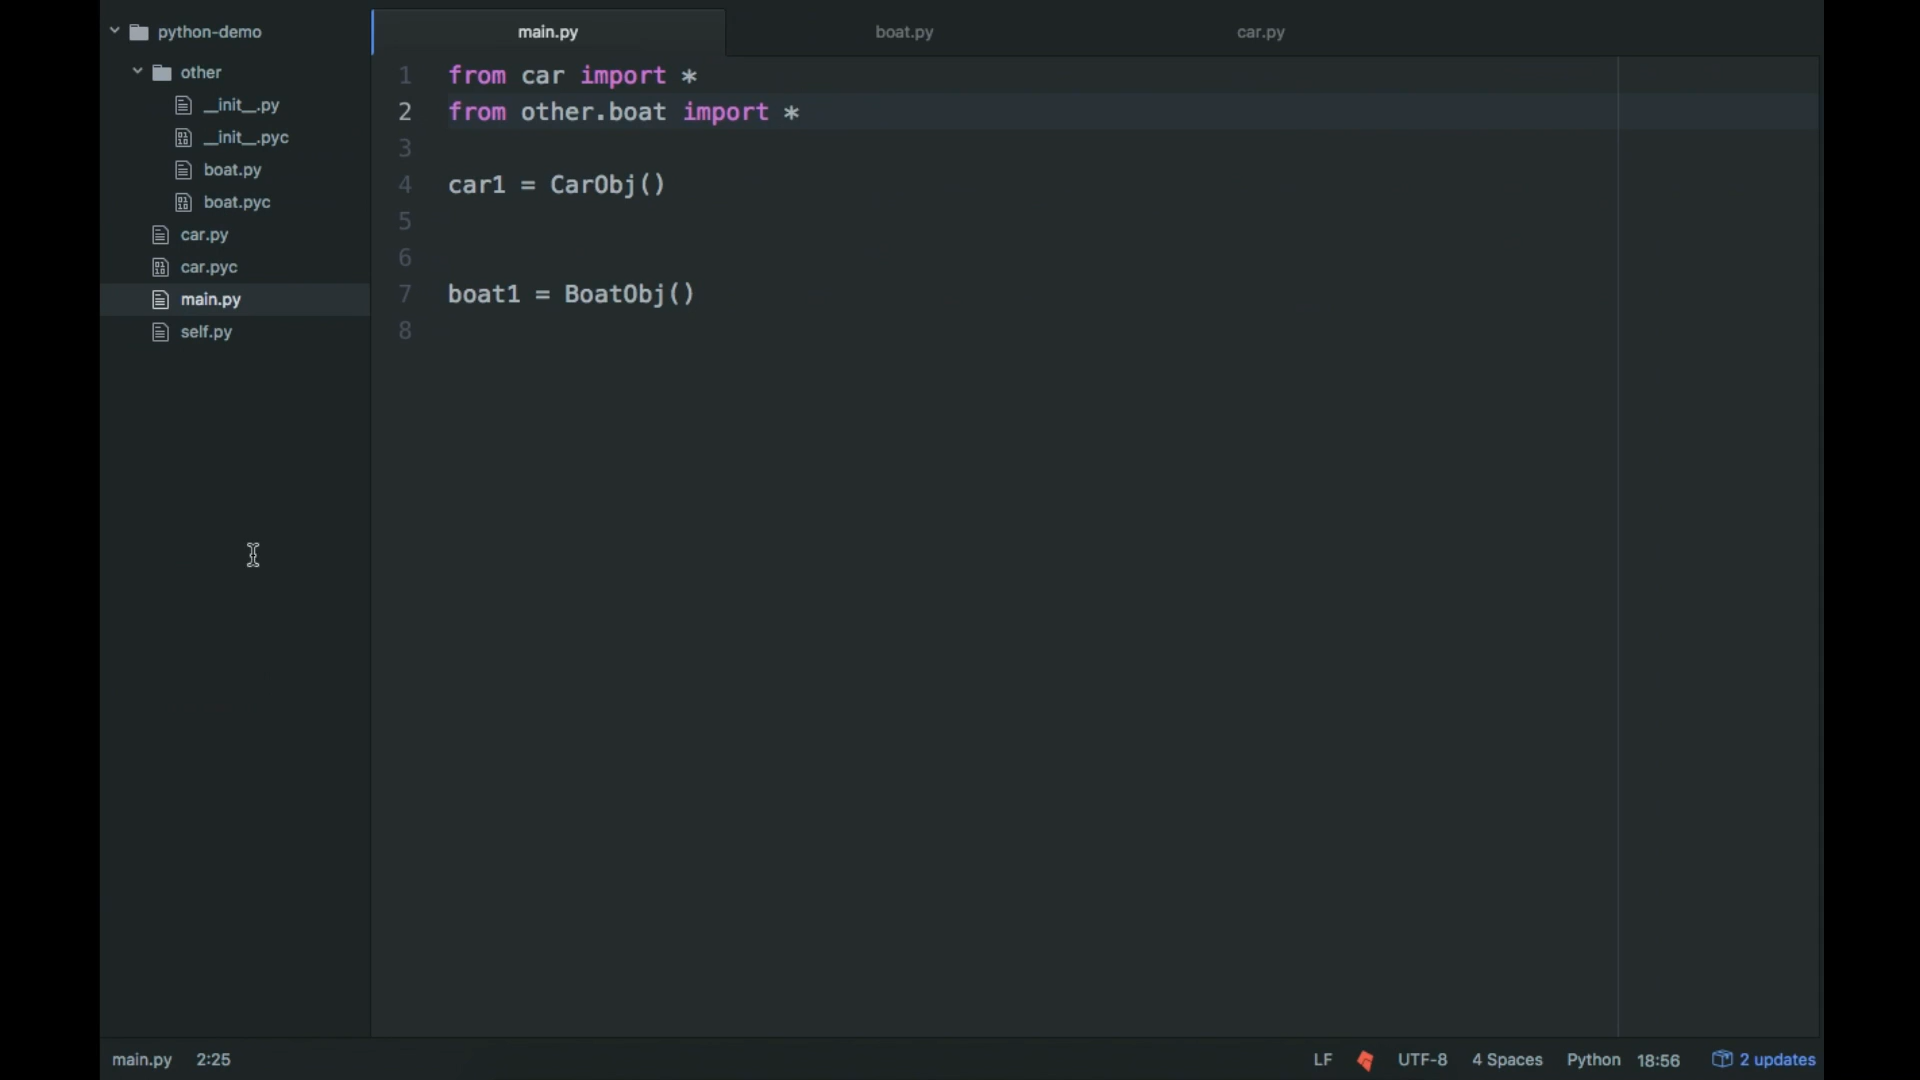 python-demo
other
__init__.py
__init__.pyc
boat.py
boat.pyc
car.py
car.pyc
main.py
self.py
main.py boat.py car.py
1 from car import *
2 from other.boat import *
3
4 car1 = CarObj()
5
6
7 boat1 = BoatObj()
8
main.py 2:25 LF UTF-8 4 Spaces Python 18:56 2 updates